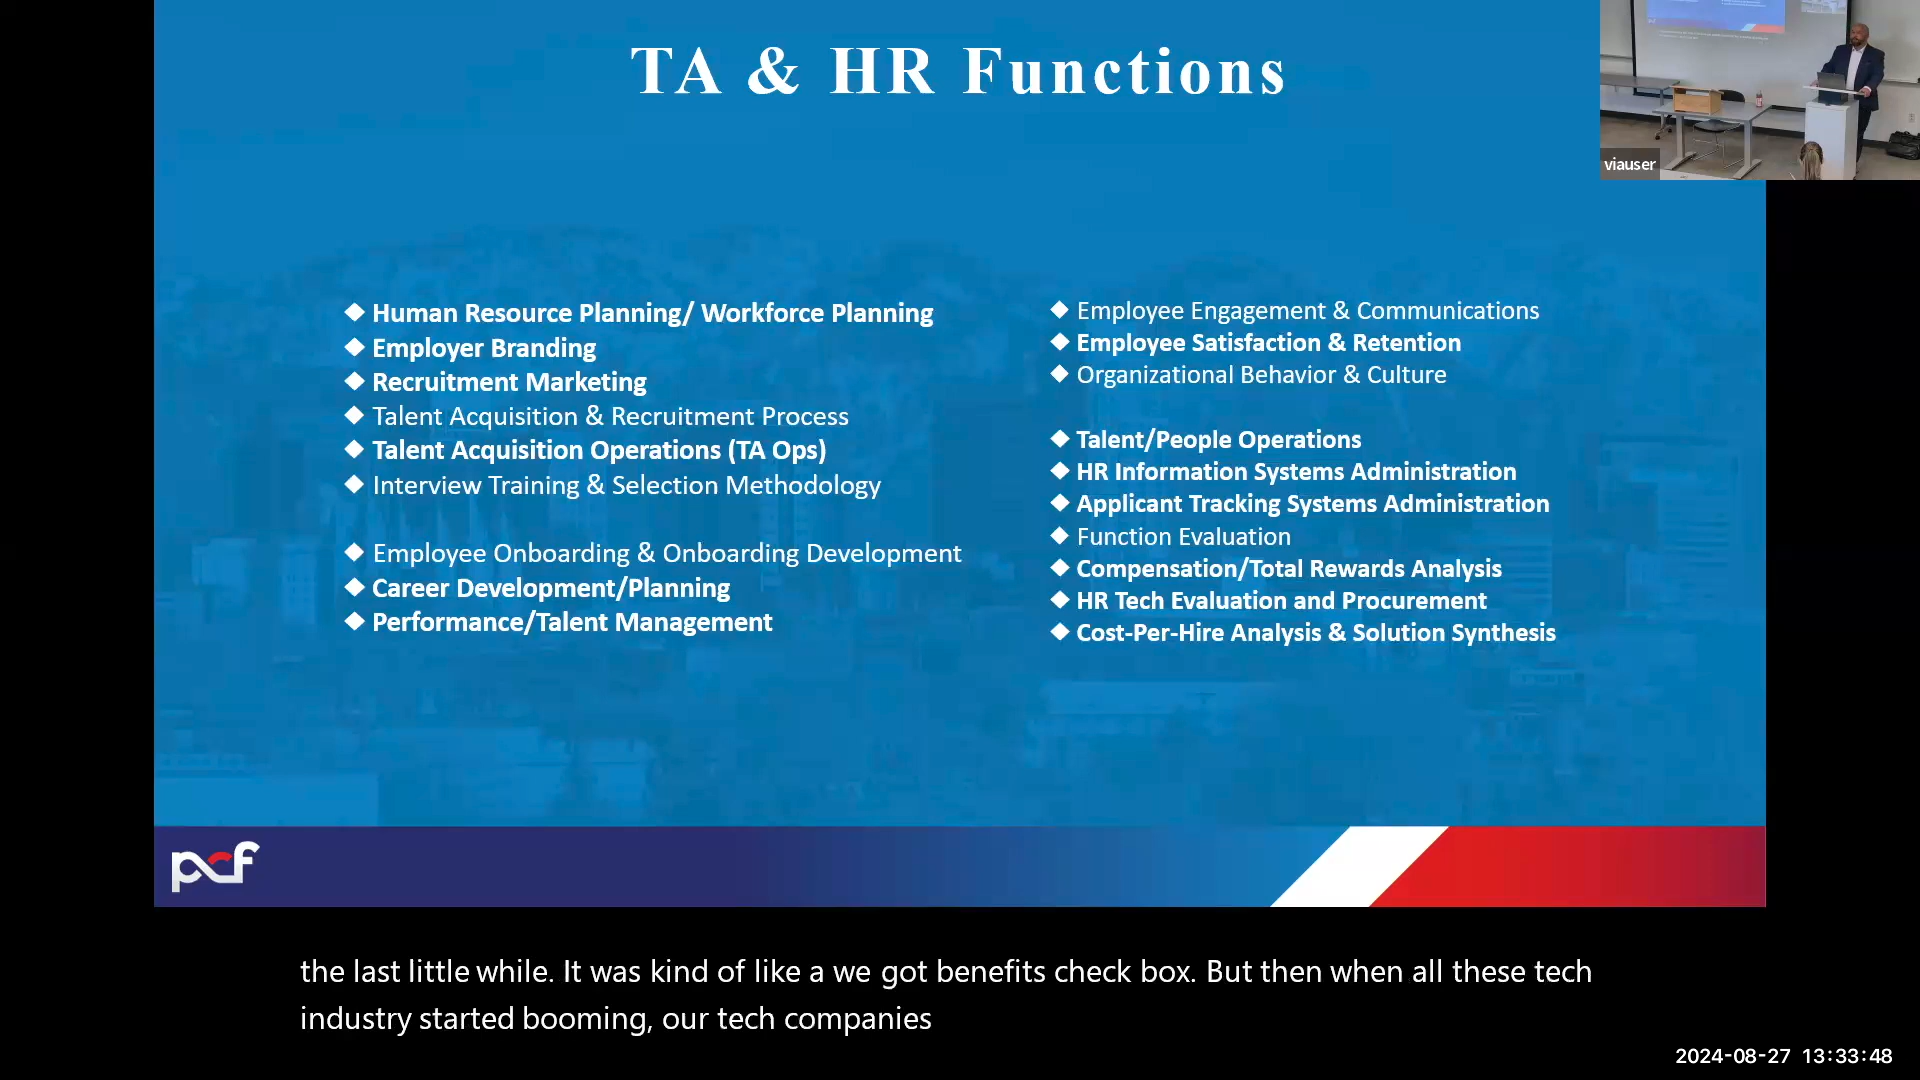 TA & HR Functions
viauser
Human Resource Planning/ Workforce Planning
Employer Branding
Recruitment Marketing
Talent Acquisition & Recruitment Process
Talent Acquisition Operations (TA Ops)
Interview Training & Selection Methodology
Employee Onboarding & Onboarding Development
Career Development/Planning
Performance/Talent Management
Employee Engagement & Communications
Employee Satisfaction & Retention
Organizational Behavior & Culture
Talent/People Operations
HR Information Systems Administration
Applicant Tracking Systems Administration
Function Evaluation
Compensation/Total Rewards Analysis
HR Tech Evaluation and Procurement
Cost-Per-Hire Analysis & Solution Synthesis
pcf
the last little while. It was kind of like a we got benefits check box. But then when all these tech
industry started booming, our tech companies
2024-08-27 13:33:48